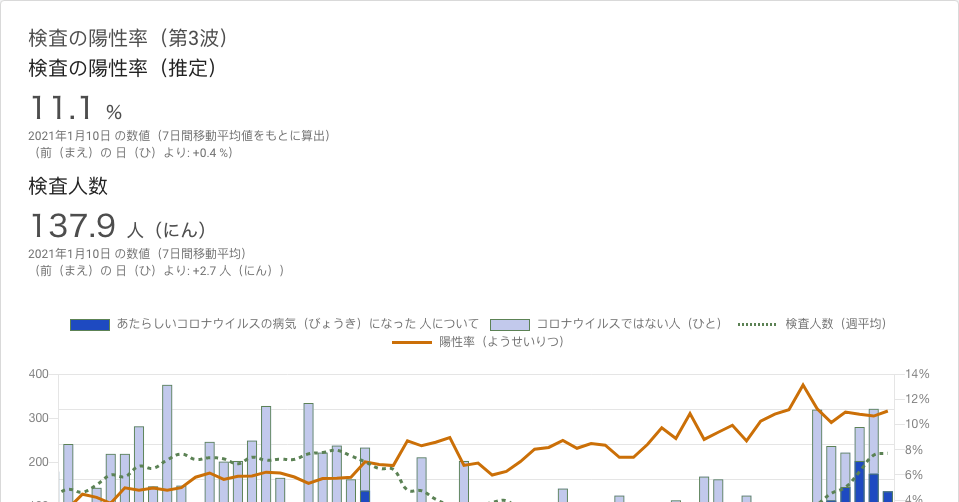 検査の陽性率（第3波）
検査の陽性率（推定）
11.1 %
2021年1月10日 の数値（7日間移動平均値をもとに算出）
（前（まえ）の 日（ひ）より: +0.4 %）
検査人数
137.9 人（にん）
2021年1月10日 の数値（7日間移動平均）
（前（まえ）の 日（ひ）より: +2.7 人（にん））
あたらしいコロナウイルスの病気（びょうき）になった 人について コロナウイルスではない人（ひと） 検査人数（週平均）
陽性率（ようせいりつ）
400 14%
12%
300 10%
200 8%
6%
4%